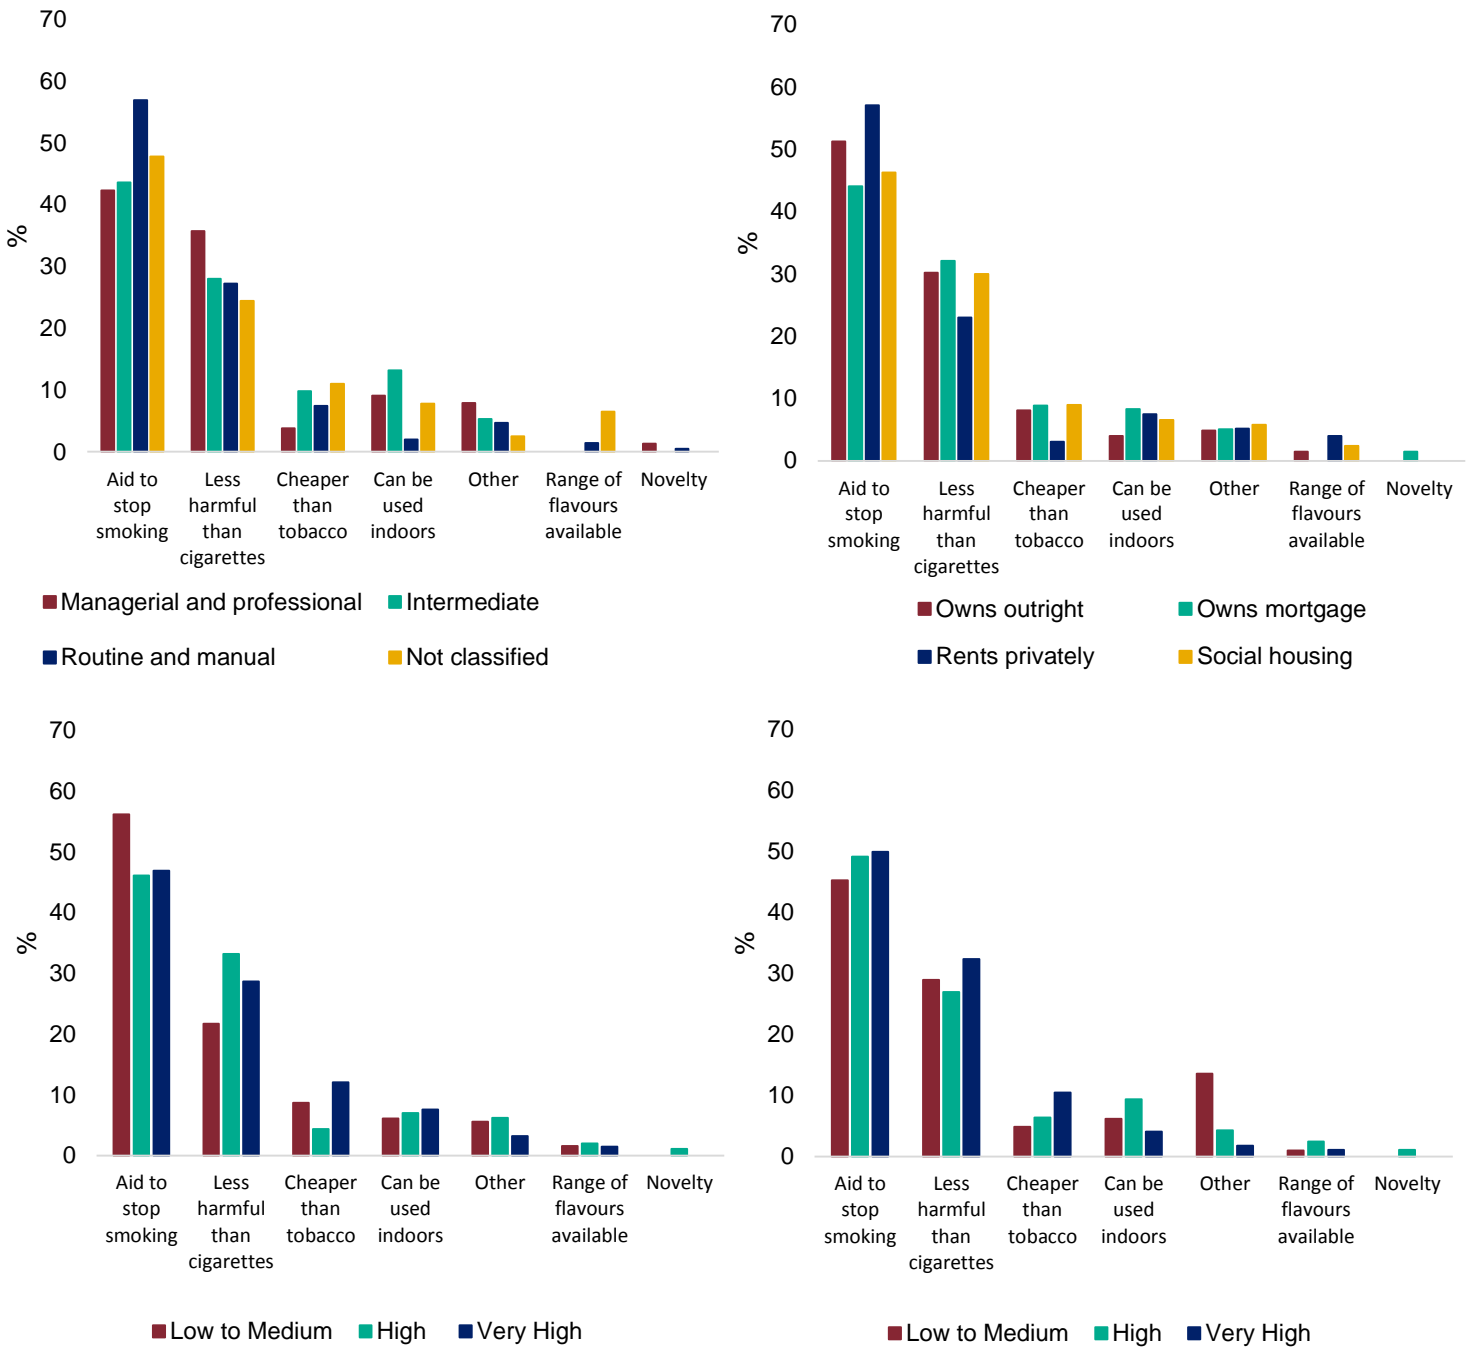 70
60
50
40
30
20
10
0
%
Aid to
stop
smoking
Less
harmful
than
cigarettes
Cheaper
than
tobacco
Can be
used
indoors
Other
Range of
flavours
available
Novelty
Managerial and professional
Intermediate
Routine and manual
Not classified
70
60
50
40
30
20
10
0
%
Aid to
stop
smoking
Less
harmful
than
cigarettes
Cheaper
than
tobacco
Can be
used
indoors
Other
Range of
flavours
available
Novelty
Owns outright
Owns mortgage
Rents privately
Social housing
70
60
50
40
30
20
10
0
%
Aid to
stop
smoking
Less
harmful
than
cigarettes
Cheaper
than
tobacco
Can be
used
indoors
Other
Range of
flavours
available
Novelty
Low to Medium
High
Very High
70
60
50
40
30
20
10
0
%
Aid to
stop
smoking
Less
harmful
than
cigarettes
Cheaper
than
tobacco
Can be
used
indoors
Other
Range of
flavours
available
Novelty
Low to Medium
High
Very High